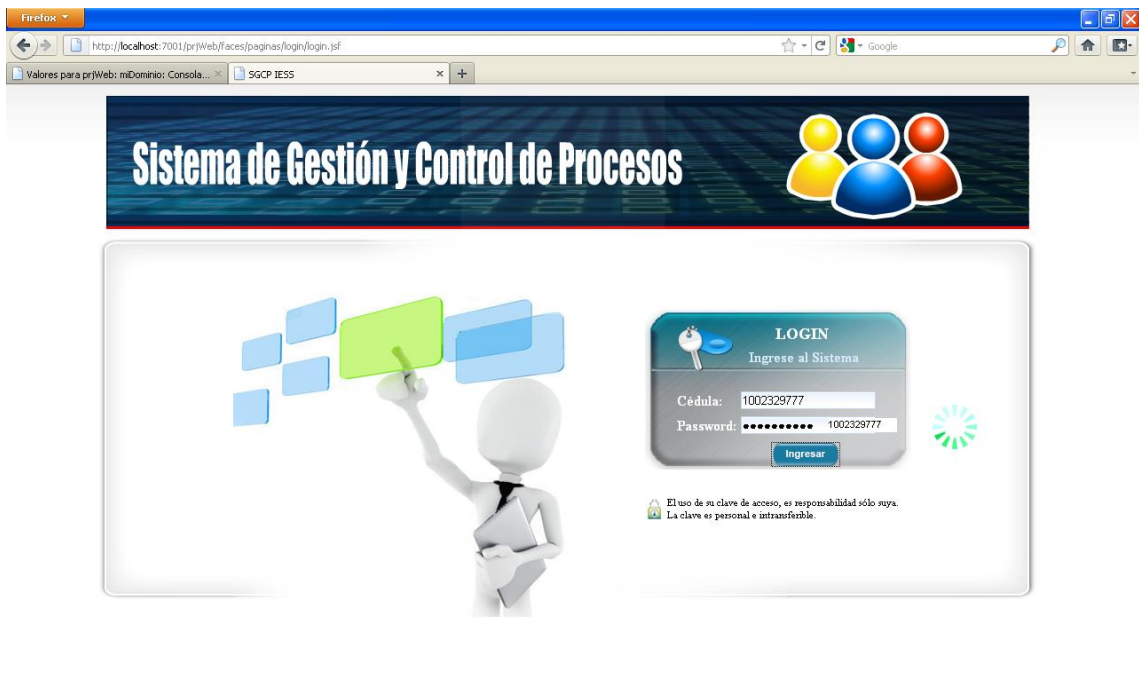 Firefox
http://localhost:7001/prjWeb/faces/paginas/login/login.jsf
Google
Valores para prjWeb: miDominio: Consola...
SGCP IESS
Sistema de Gestión y Control de Procesos
LOGIN
Ingrese al Sistema
Cédula: 1002329777
Password: ●●●●●●●●●● 1002329777
Ingresar
El uso de su clave de acceso, es responsabilidad sólo suya.
La clave es personal e intransferible.